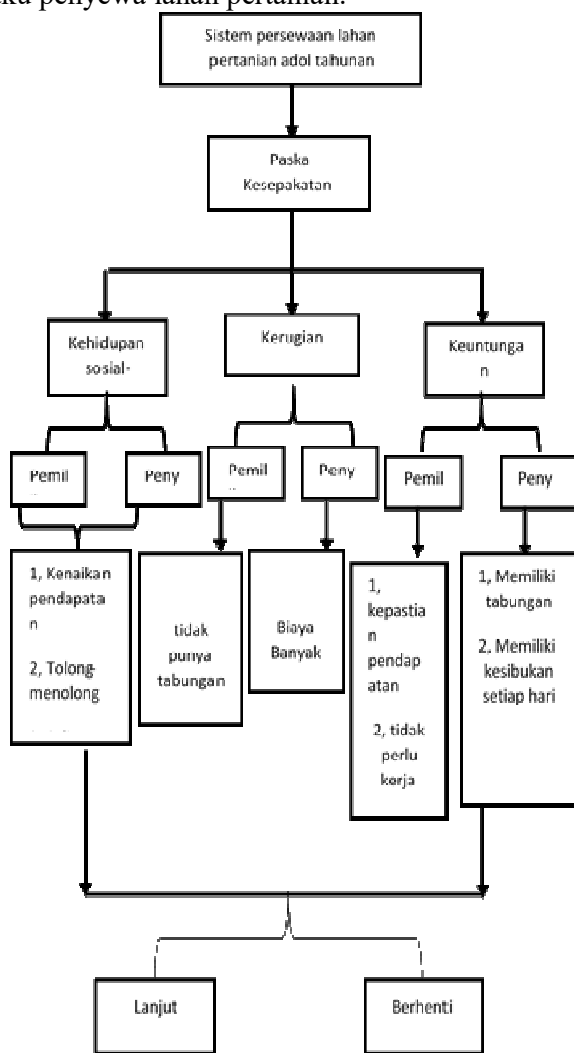 penyewa lahan pertanian.
Sistem persewaan lahan
pertanian adol tahunan
Paska
Kesepakatan
Kehidupan
sosial-
Kerugian
Keuntunga
n
Pemil
Peny
Pemil
Peny
Pemil
Peny
1, Kenaikan
pendapata
n
2, Tolong-
menolong
tidak
punya
tabungan
Biaya
Banyak
1,
kepastia
n
pendap
atan
2, tidak
perlu
kerja
1, Memiliki
tabungan
2, Memiliki
kesibukan
setiap hari
Lanjut
Berhenti